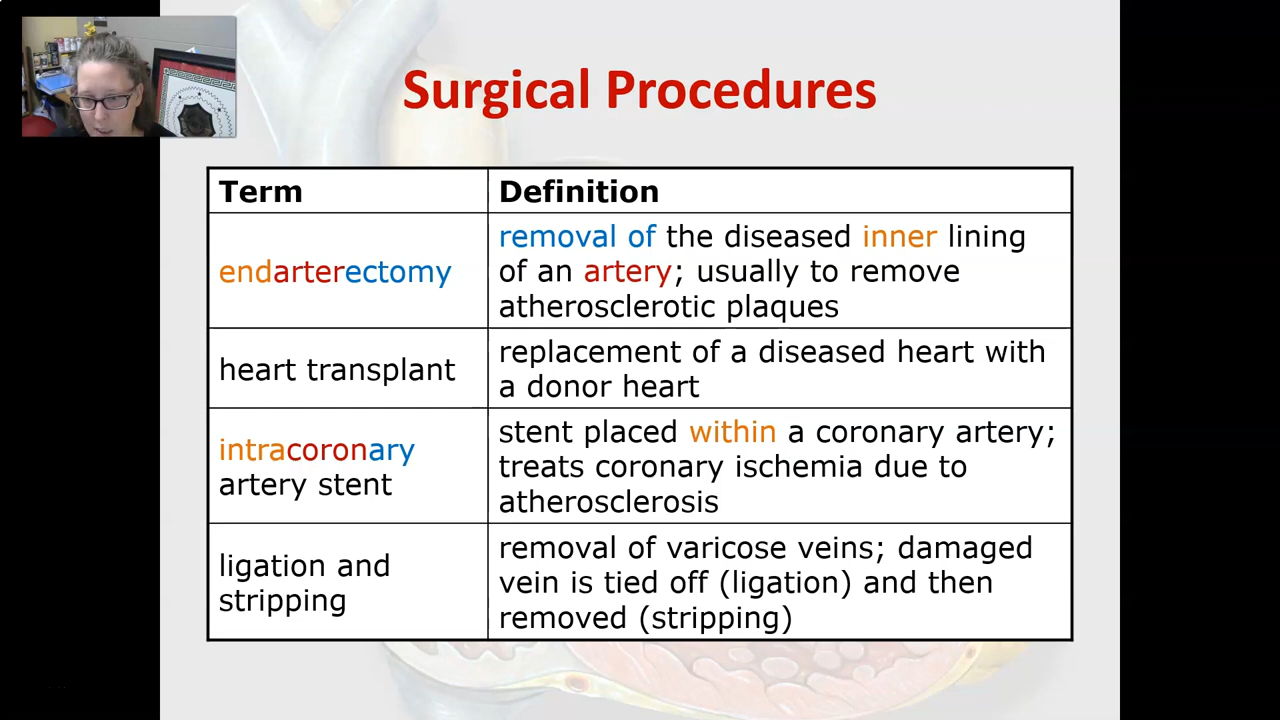 Surgical Procedures
Term
Definition
endarterectomy
removal of the diseased inner lining
of an artery; usually to remove
atherosclerotic plaques
heart transplant
replacement of a diseased heart with
a donor heart
intracoronary
artery stent
stent placed within a coronary artery;
treats coronary ischemia due to
atherosclerosis
ligation and
stripping
removal of varicose veins; damaged
vein is tied off (ligation) and then
removed (stripping)